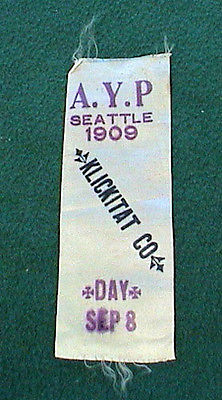 A.Y.P
SEATTLE
1909
KLICKITAT CO
DAY
SEP 8